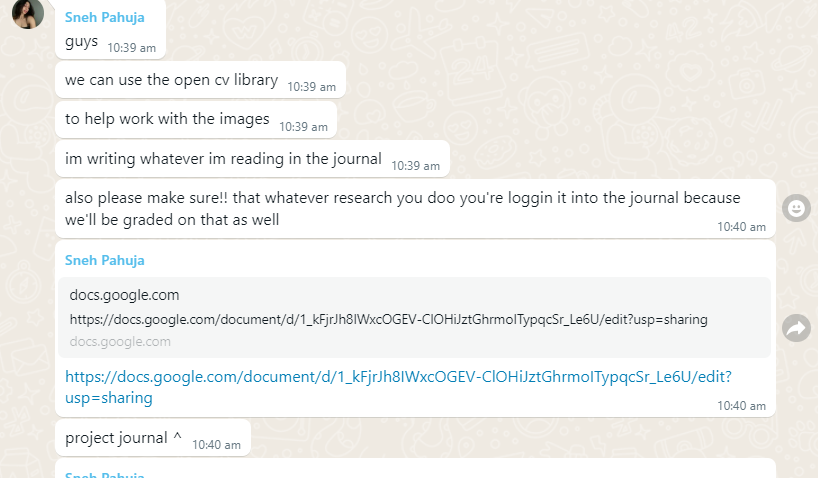 Sneh Pahuja
guys 10:39 am
we can use the open cv library 10:39 am
to help work with the images 10:39 am
im writing whatever im reading in the journal 10:39 am
also please make sure!! that whatever research you doo you're loggin it into the journal because
we'll be graded on that as well 10:40 am
Sneh Pahuja
docs.google.com
https://docs.google.com/document/d/1_kFjrJh8IWxcOGEV-ClOHiJztGhrmoITypqcSr_Le6U/edit?usp=sharing
docs.google.com
https://docs.google.com/document/d/1_kFjrJh8IWxcOGEV-ClOHiJztGhrmoITypqcSr_Le6U/edit?
usp=sharing 10:40 am
project journal ^ 10:40 am
Sneh Pahuja